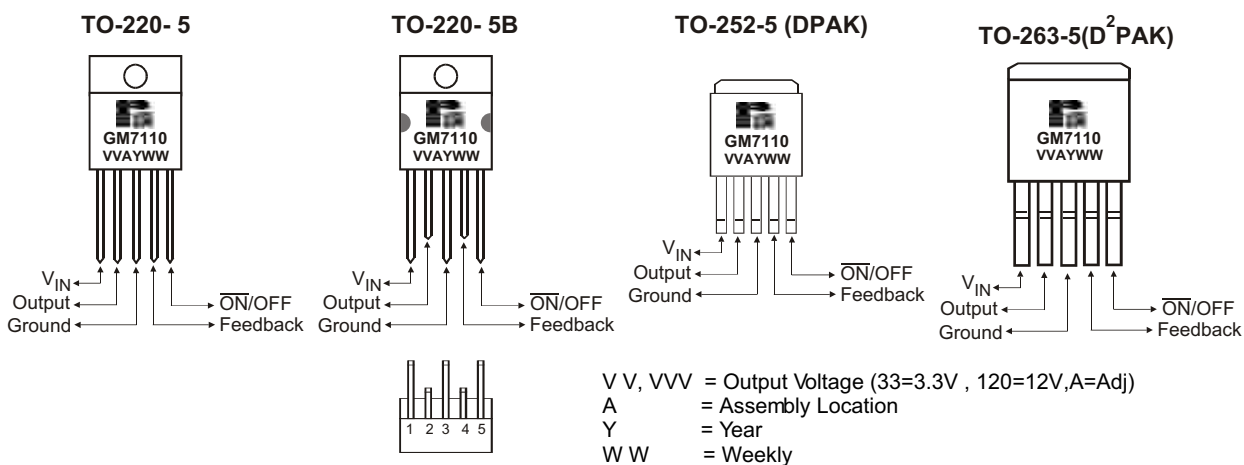 TO-220- 5
GM7110
VVAYWW
VIN
Output
Ground
ON/OFF
Feedback
TO-220- 5B
GM7110
VVAYWW
VIN
Output
Ground
ON/OFF
Feedback
1 2 3 4 5
TO-252-5 (DPAK)
GM7110
VVAYWW
VIN
Output
Ground
ON/OFF
Feedback
TO-263-5(D²PAK)
GM7110
VVAYWW
VIN
Output
Ground
ON/OFF
Feedback
V V, VVV = Output Voltage (33=3.3V , 120=12V,A=Adj)
A = Assembly Location
Y = Year
W W = Weekly